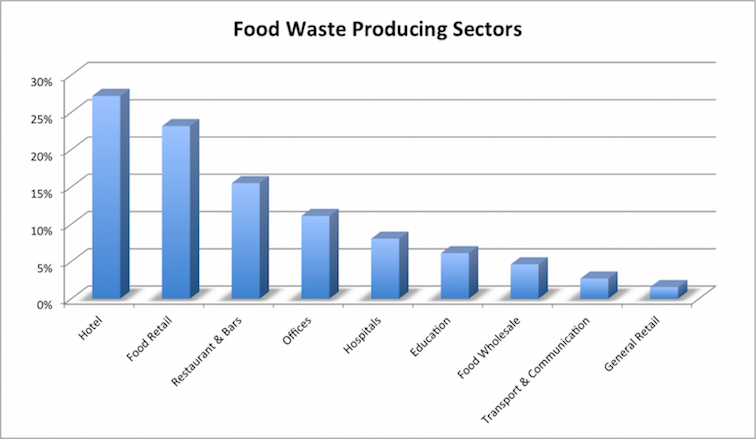 Food Waste Producing Sectors
30%
25%
20%
15%
10%
5%
0%
Hotel
Food Retail
Restaurant & Bars
Offices
Hospitals
Education
Food Wholesale
Transport & Communication
General Retail